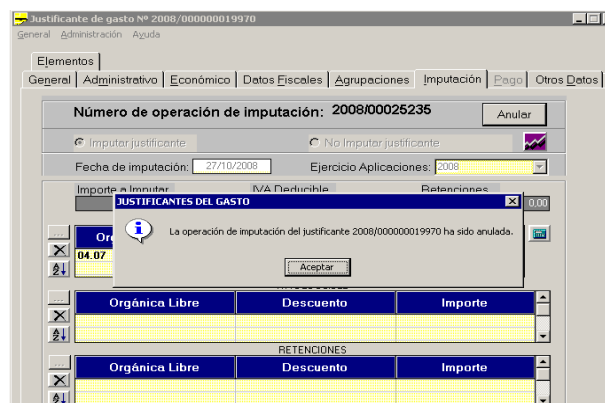 Justificante de gasto Nº 2008/000000019970
General Administración Ayuda
Elementos
General Administrativo Económico Datos Fiscales Agrupaciones Imputación Pago Otros Datos
Número de operación de imputación: 2008/00025235 Anular
Imputar justificante No Imputar justificante
Fecha de imputación: 27/10/2008 Ejercicio Aplicaciones: 2008
Importe a Imputar IVA Deducible Retenciones
0,00
JUSTIFICANTES DEL GASTO
La operación de imputación del justificante 2008/000000019970 ha sido anulada.
Aceptar
04.07
Orgánica Libre Descuento Importe
RETENCIONES
Orgánica Libre Descuento Importe